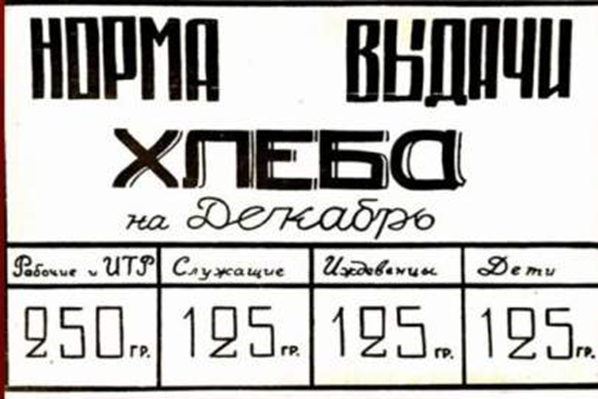 НОРМА ВЫДАЧИ
ХЛЕБА
на Декабрь
Рабочие и ИТР Служащие Иждевенцы Дети
250 гр. 125 гр. 125 гр. 125 гр.